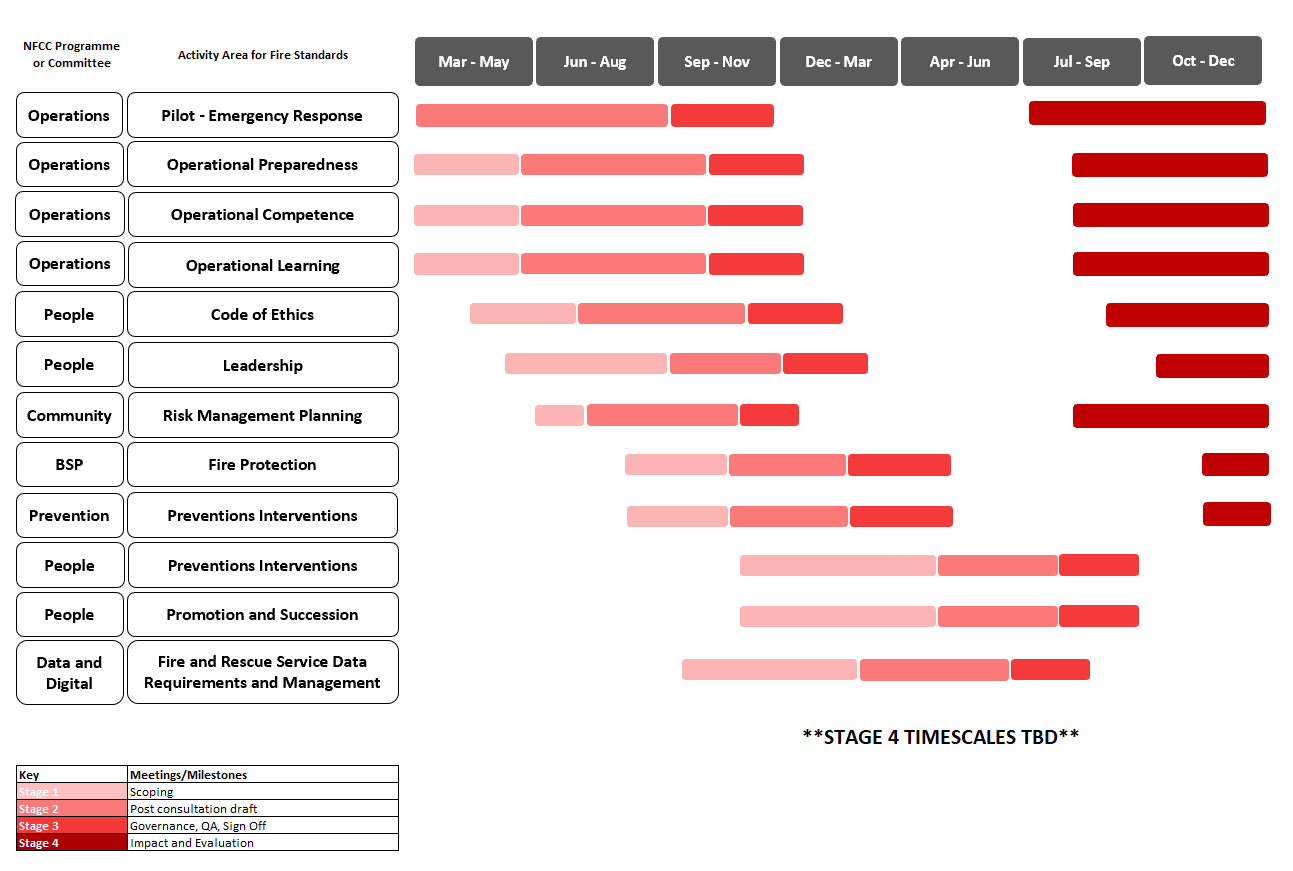 NFCC Programme
or Committee
Activity Area for Fire Standards
Mar - May
Jun - Aug
Sep - Nov
Dec - Mar
Apr - Jun
Jul - Sep
Oct - Dec
Operations
Pilot - Emergency Response
Operations
Operational Preparedness
Operations
Operational Competence
Operations
Operational Learning
People
Code of Ethics
People
Leadership
Community
Risk Management Planning
BSP
Fire Protection
Prevention
Preventions Interventions
People
Preventions Interventions
People
Promotion and Succession
Data and
Digital
Fire and Rescue Service Data
Requirements and Management
**STAGE 4 TIMESCALES TBD**
Key Meetings/Milestones
Stage 1 Scoping
Stage 2 Post consultation draft
Stage 3 Governance, QA, Sign Off
Stage 4 Impact and Evaluation